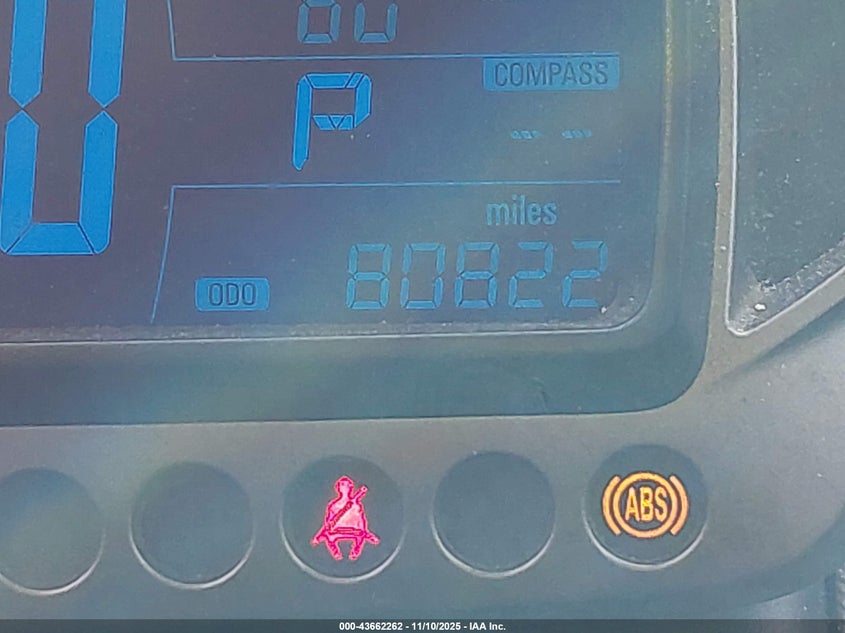 COMPASS
P
-- --
miles
ODO 80822
ABS
000-43662262 - 11/10/2025 - IAA Inc.